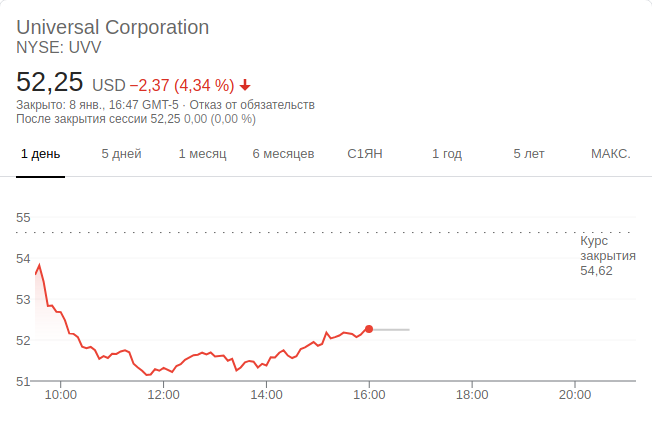 Universal Corporation
NYSE: UVV
52,25 USD −2,37 (4,34 %)
Закрыто: 8 янв., 16:47 GMT-5 · Отказ от обязательств
После закрытия сессии 52,25 0,00 (0,00 %)
1 день 5 дней 1 месяц 6 месяцев С1ЯН 1 год 5 лет МАКС.
55
Курс
закрытия
54,62
54
53
52
51
10:00 12:00 14:00 16:00 18:00 20:00